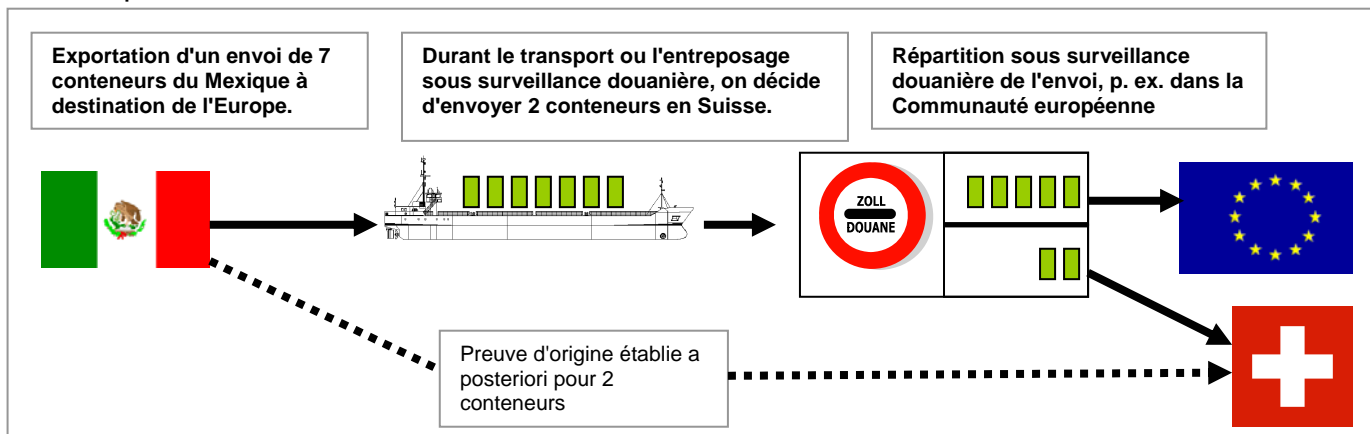 Exportation d'un envoi de 7
conteneurs du Mexique à
destination de l'Europe.
Durant le transport ou l'entreposage
sous surveillance douanière, on décide
d'envoyer 2 conteneurs en Suisse.
Répartition sous surveillance
douanière de l'envoi, p. ex. dans la
Communauté européenne
ZOLL
DOUANE
Preuve d'origine établie a
posteriori pour 2
conteneurs